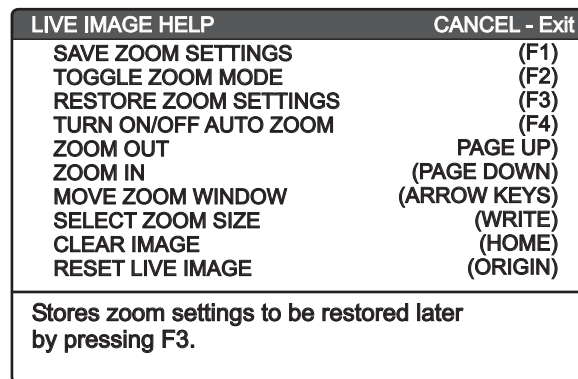 LIVE IMAGE HELP CANCEL - Exit
SAVE ZOOM SETTINGS (F1)
TOGGLE ZOOM MODE (F2)
RESTORE ZOOM SETTINGS (F3)
TURN ON/OFF AUTO ZOOM (F4)
ZOOM OUT PAGE UP)
ZOOM IN (PAGE DOWN)
MOVE ZOOM WINDOW (ARROW KEYS)
SELECT ZOOM SIZE (WRITE)
CLEAR IMAGE (HOME)
RESET LIVE IMAGE (ORIGIN)
Stores zoom settings to be restored later
by pressing F3.